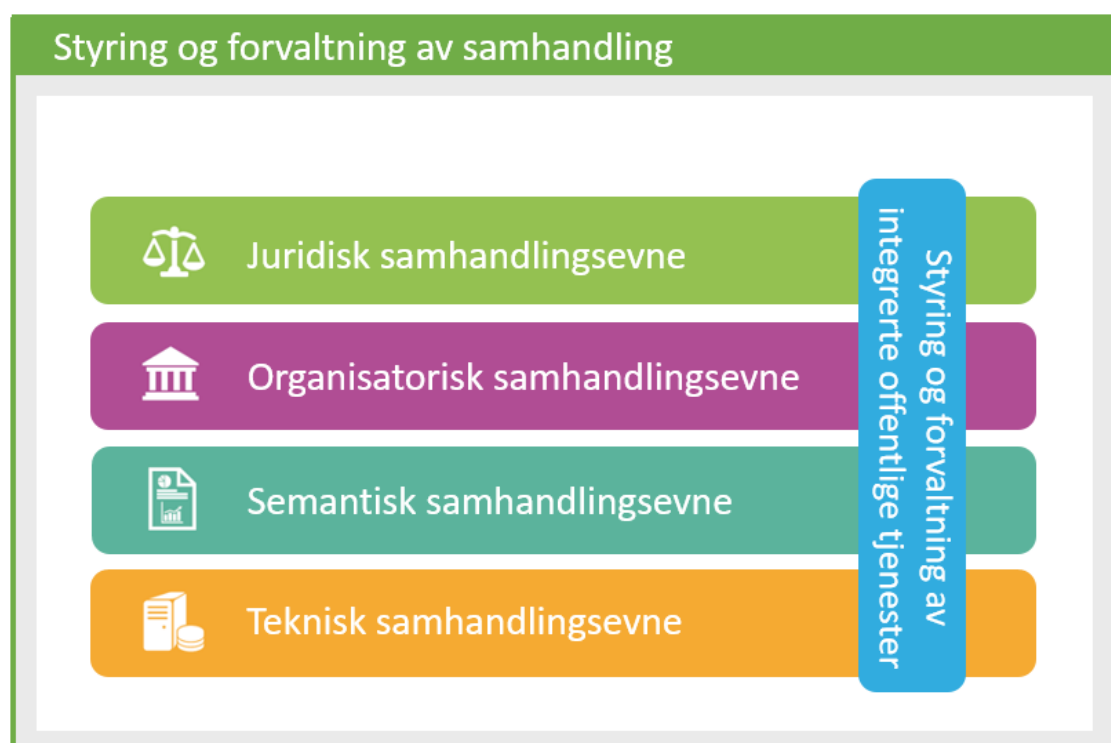 Styring og forvaltning av samhandling
Juridisk samhandlingsevne
Organisatorisk samhandlingsevne
Semantisk samhandlingsevne
Teknisk samhandlingsevne
Styring og forvaltning av
integrerte offentlige tjenester